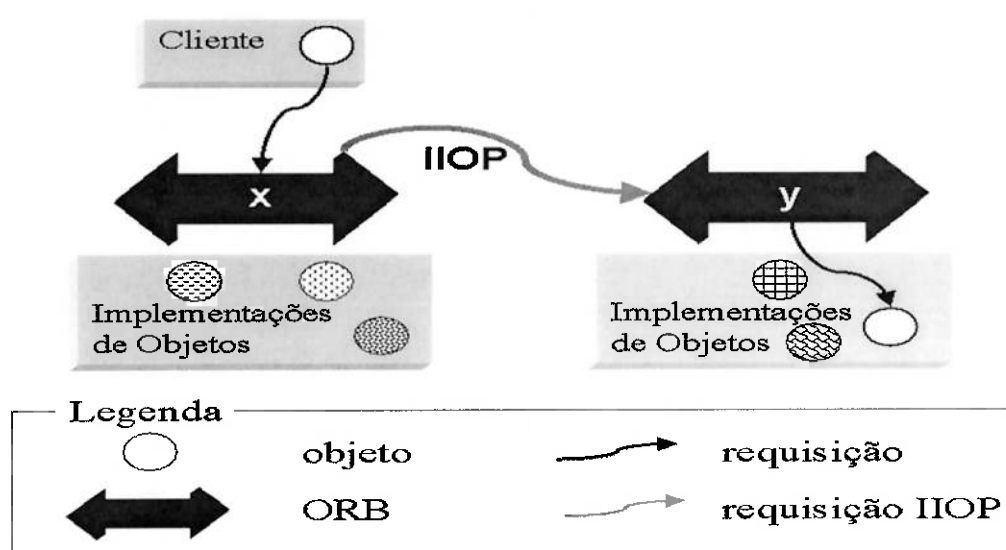 Cliente
IIOP
x
y
Implementações
de Objetos
Implementações
de Objetos
Legenda
objeto
requisição
ORB
requisição IIOP